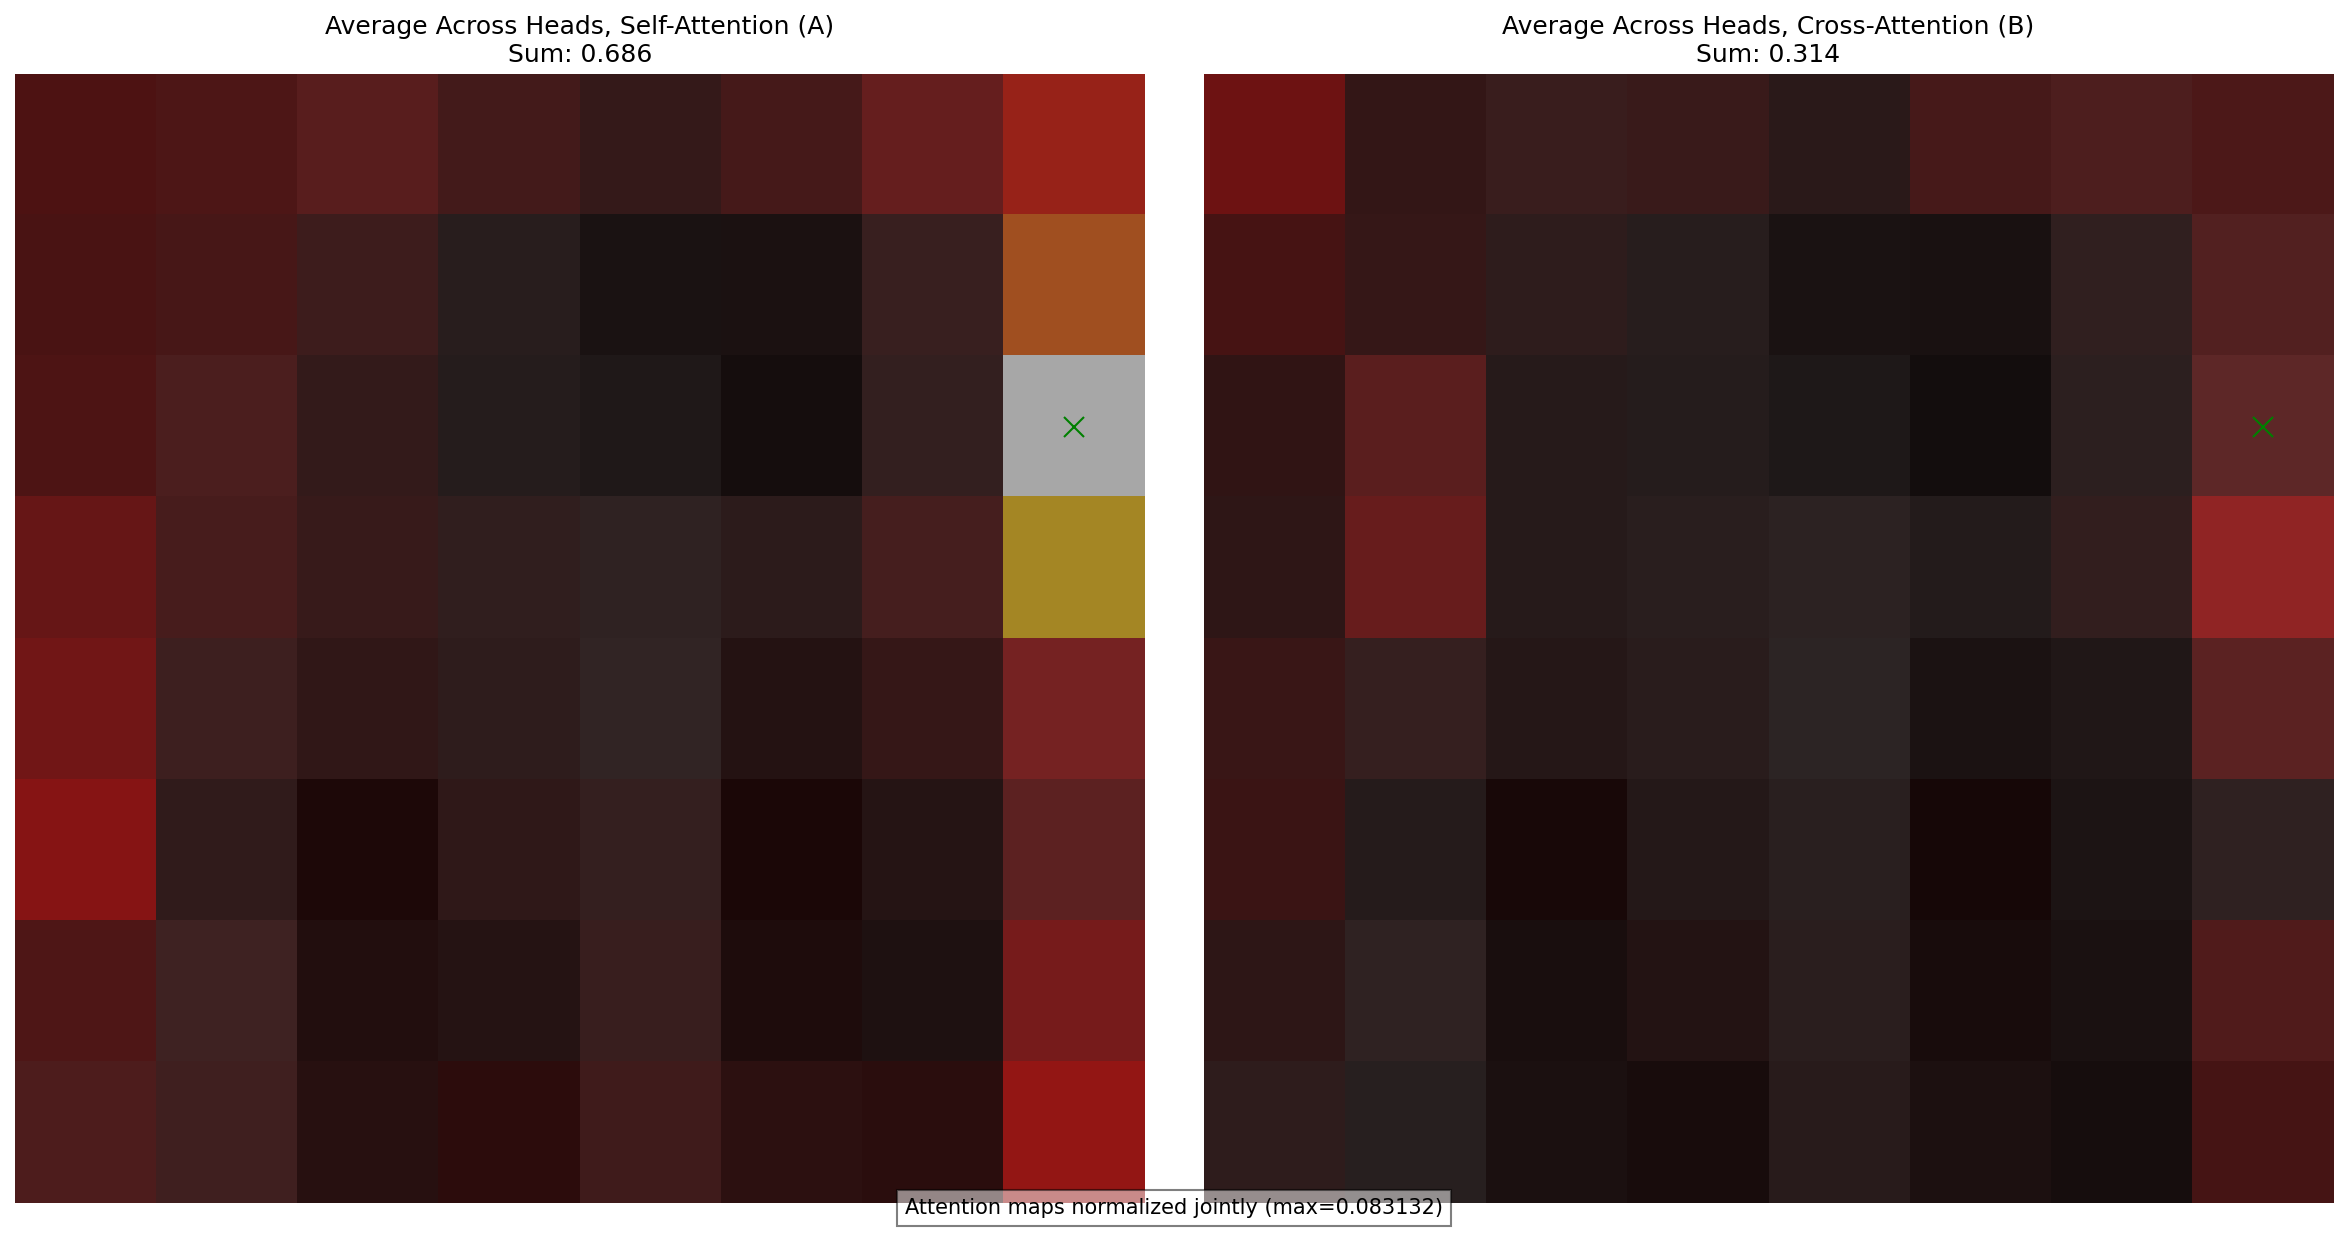 Average Across Heads, Self-Attention (A)
Sum: 0.686
Average Across Heads, Cross-Attention (B)
Sum: 0.314
Attention maps normalized jointly (max=0.083132)